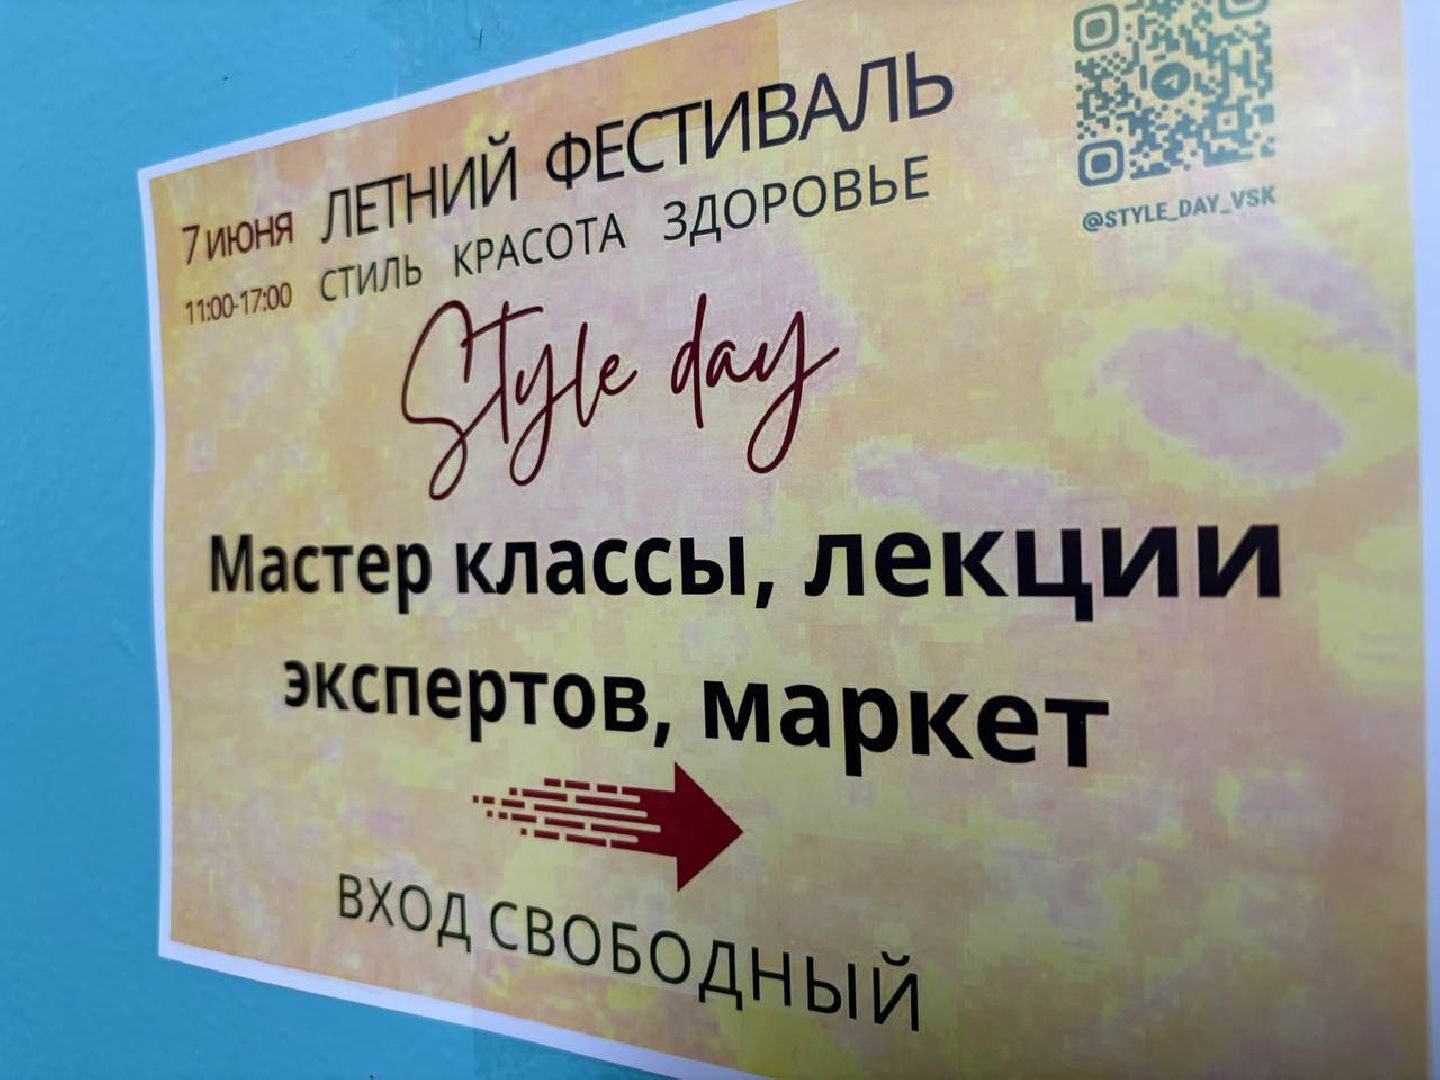 7 ИЮНЯ ЛЕТНИЙ ФЕСТИВАЛЬ
11:00-17:00 СТИЛЬ КРАСОТА ЗДОРОВЬЕ
@STYLE_DAY_VSK
Style day
Мастер классы, лекции
экспертов, маркет
ВХОД СВОБОДНЫЙ